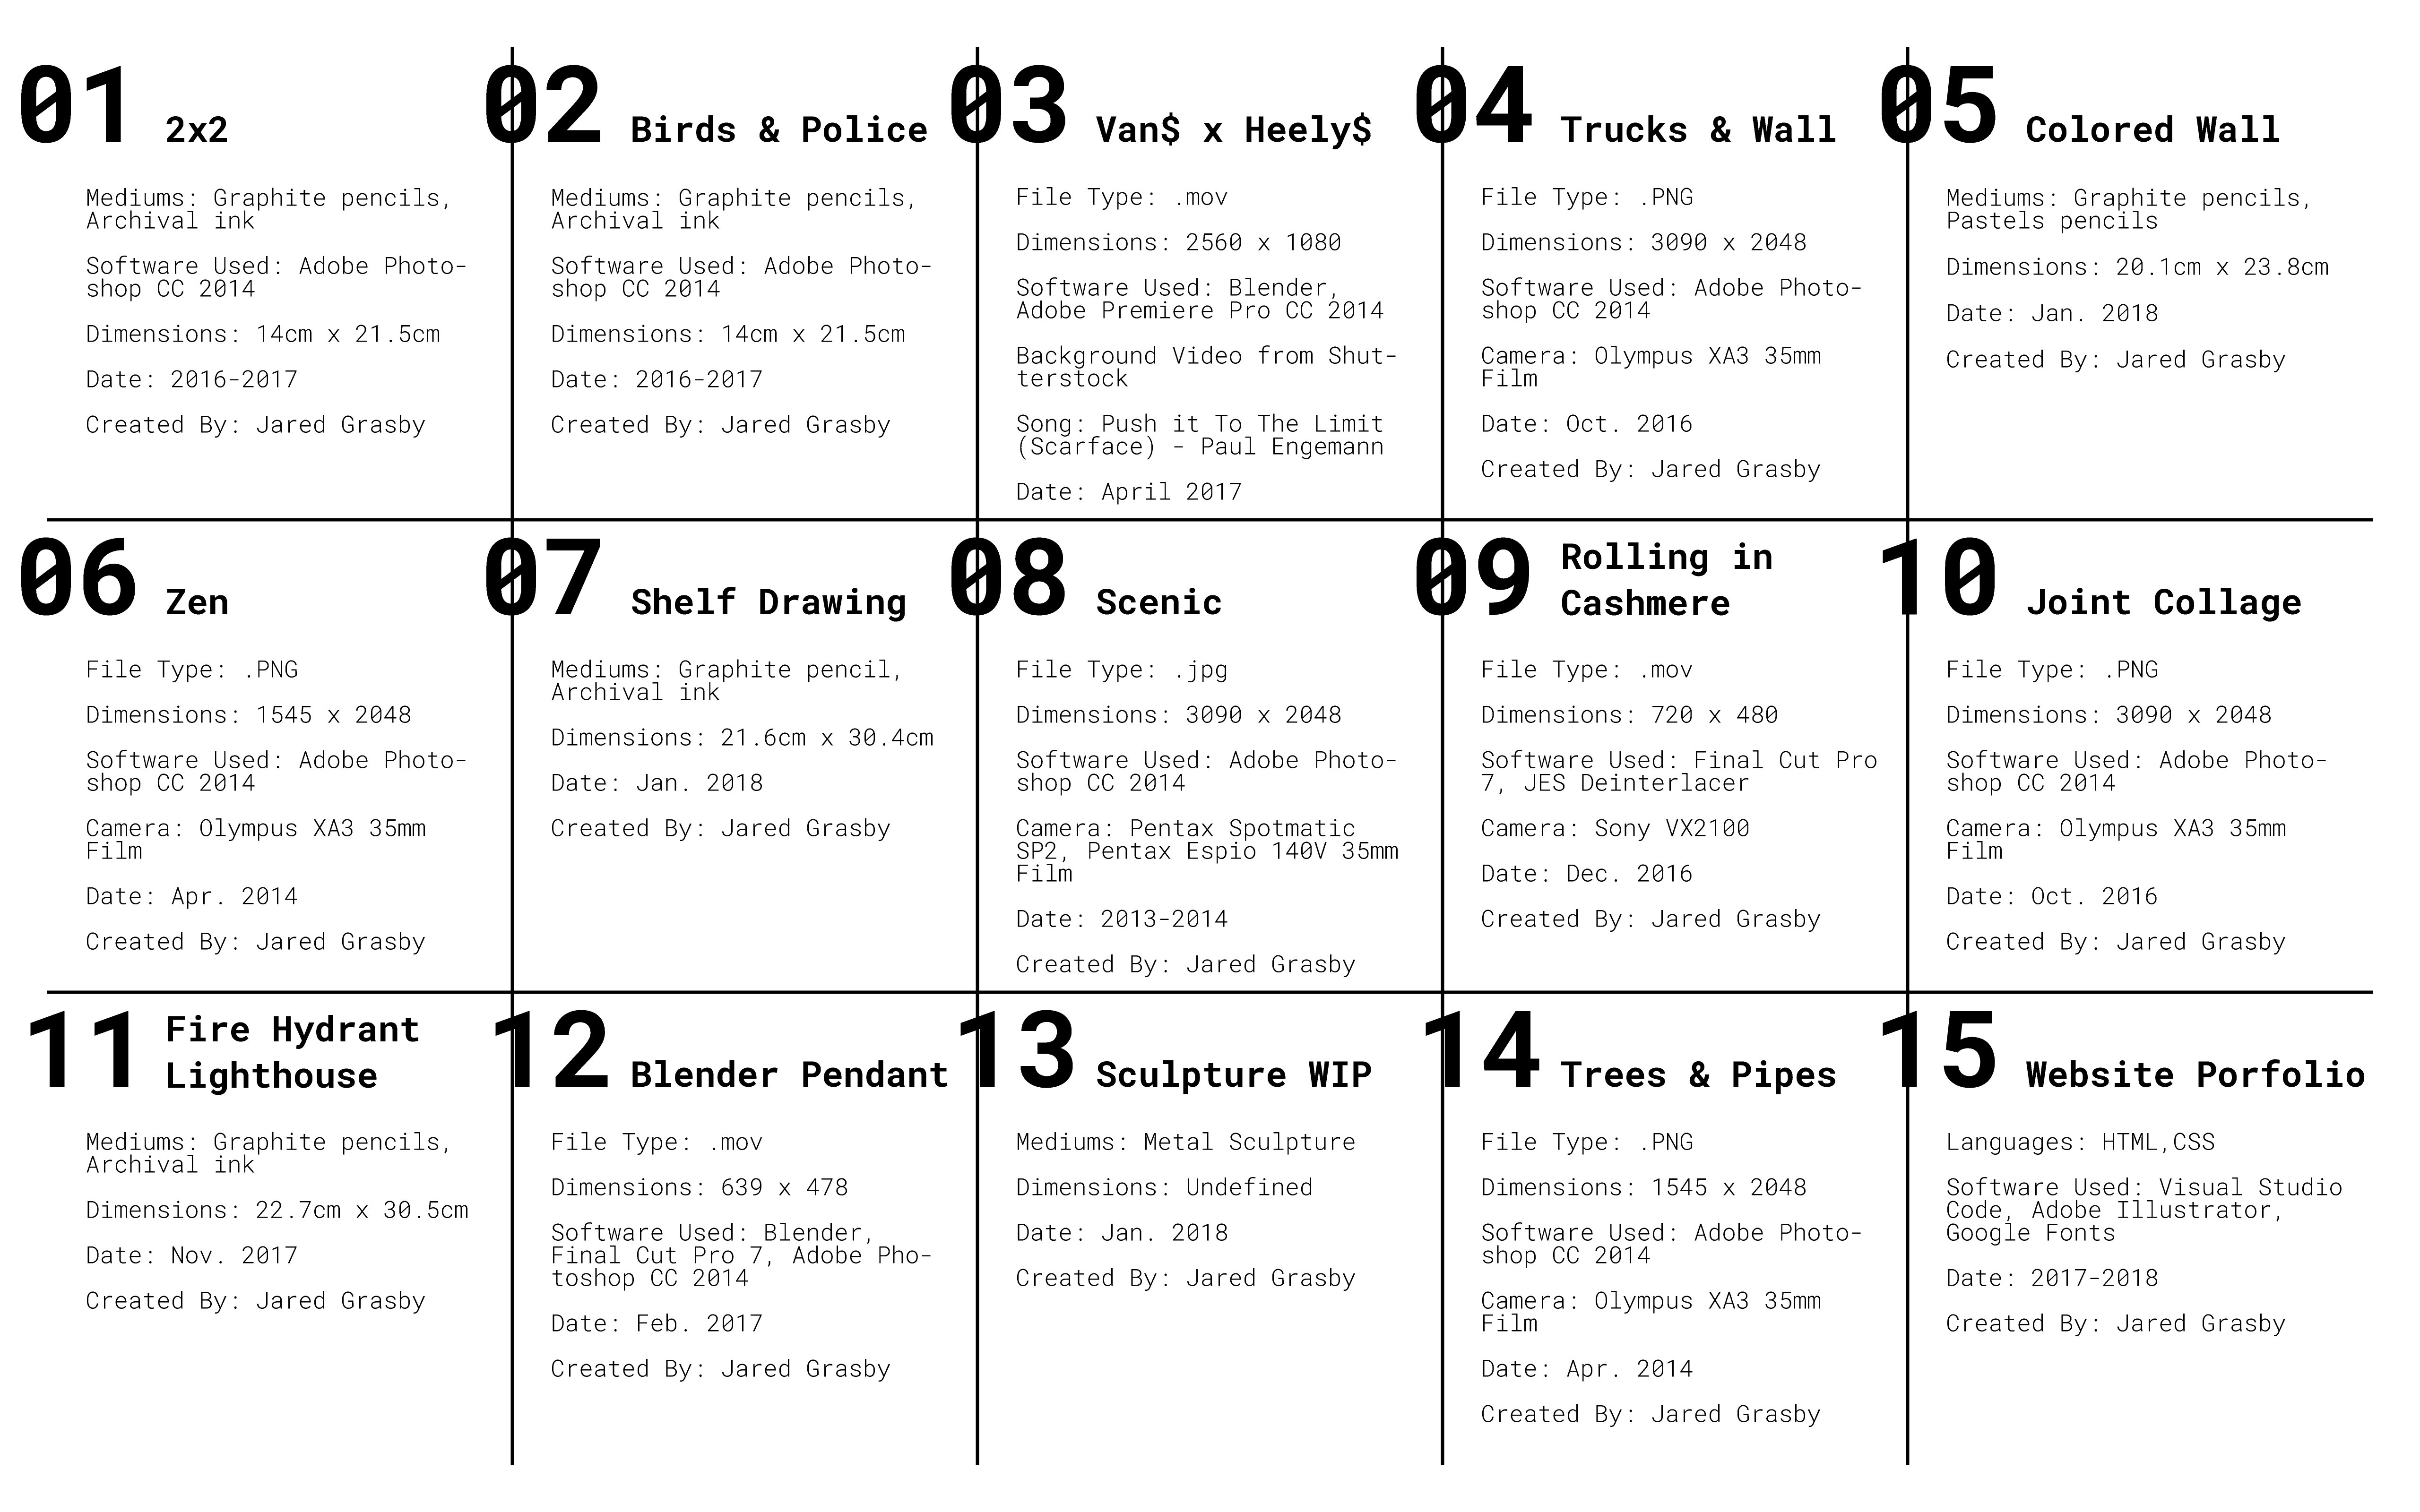 01 2x2
Mediums: Graphite pencils,
Archival ink
Software Used: Adobe Photo-
shop CC 2014
Dimensions: 14cm x 21.5cm
Date: 2016-2017
Created By: Jared Grasby
02 Birds & Police
Mediums: Graphite pencils,
Archival ink
Software Used: Adobe Photo-
shop CC 2014
Dimensions: 14cm x 21.5cm
Date: 2016-2017
Created By: Jared Grasby
03 Van$ x Heely$
File Type: .mov
Dimensions: 2560 x 1080
Software Used: Blender,
Adobe Premiere Pro CC 2014
Background Video from Shut-
terstock
Song: Push it To The Limit
(Scarface) - Paul Engemann
Date: April 2017
04 Trucks & Wall
File Type: .PNG
Dimensions: 3090 x 2048
Software Used: Adobe Photo-
shop CC 2014
Camera: Olympus XA3 35mm
Film
Date: Oct. 2016
Created By: Jared Grasby
05 Colored Wall
Mediums: Graphite pencils,
Pastels pencils
Dimensions: 20.1cm x 23.8cm
Date: Jan. 2018
Created By: Jared Grasby
06 Zen
File Type: .PNG
Dimensions: 1545 x 2048
Software Used: Adobe Photo-
shop CC 2014
Camera: Olympus XA3 35mm
Film
Date: Apr. 2014
Created By: Jared Grasby
07 Shelf Drawing
Mediums: Graphite pencil,
Archival ink
Dimensions: 21.6cm x 30.4cm
Date: Jan. 2018
Created By: Jared Grasby
08 Scenic
File Type: .jpg
Dimensions: 3090 x 2048
Software Used: Adobe Photo-
shop CC 2014
Camera: Pentax Spotmatic
SP2, Pentax Espio 140V 35mm
Film
Date: 2013-2014
Created By: Jared Grasby
09 Rolling in
Cashmere
File Type: .mov
Dimensions: 720 x 480
Software Used: Final Cut Pro
7, JES Deinterlacer
Camera: Sony VX2100
Date: Dec. 2016
Created By: Jared Grasby
10 Joint Collage
File Type: .PNG
Dimensions: 3090 x 2048
Software Used: Adobe Photo-
shop CC 2014
Camera: Olympus XA3 35mm
Film
Date: Oct. 2016
Created By: Jared Grasby
11 Fire Hydrant
Lighthouse
Mediums: Graphite pencils,
Archival ink
Dimensions: 22.7cm x 30.5cm
Date: Nov. 2017
Created By: Jared Grasby
12 Blender Pendant
File Type: .mov
Dimensions: 639 x 478
Software Used: Blender,
Final Cut Pro 7, Adobe Pho-
toshop CC 2014
Date: Feb. 2017
Created By: Jared Grasby
13 Sculpture WIP
Mediums: Metal Sculpture
Dimensions: Undefined
Date: Jan. 2018
Created By: Jared Grasby
14 Trees & Pipes
File Type: .PNG
Dimensions: 1545 x 2048
Software Used: Adobe Photo-
shop CC 2014
Camera: Olympus XA3 35mm
Film
Date: Apr. 2014
Created By: Jared Grasby
15 Website Porfolio
Languages: HTML,CSS
Software Used: Visual Studio
Code, Adobe Illustrator,
Google Fonts
Date: 2017-2018
Created By: Jared Grasby